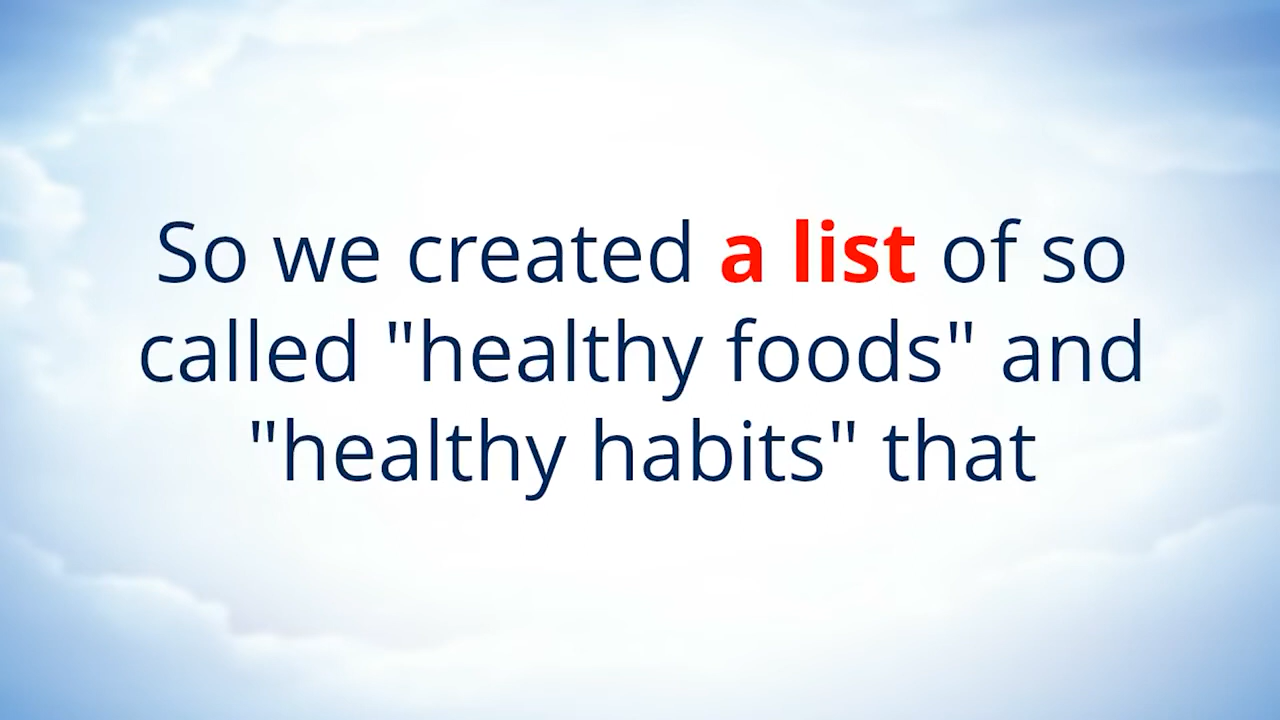 So we created a list of so
called "healthy foods" and
"healthy habits" that